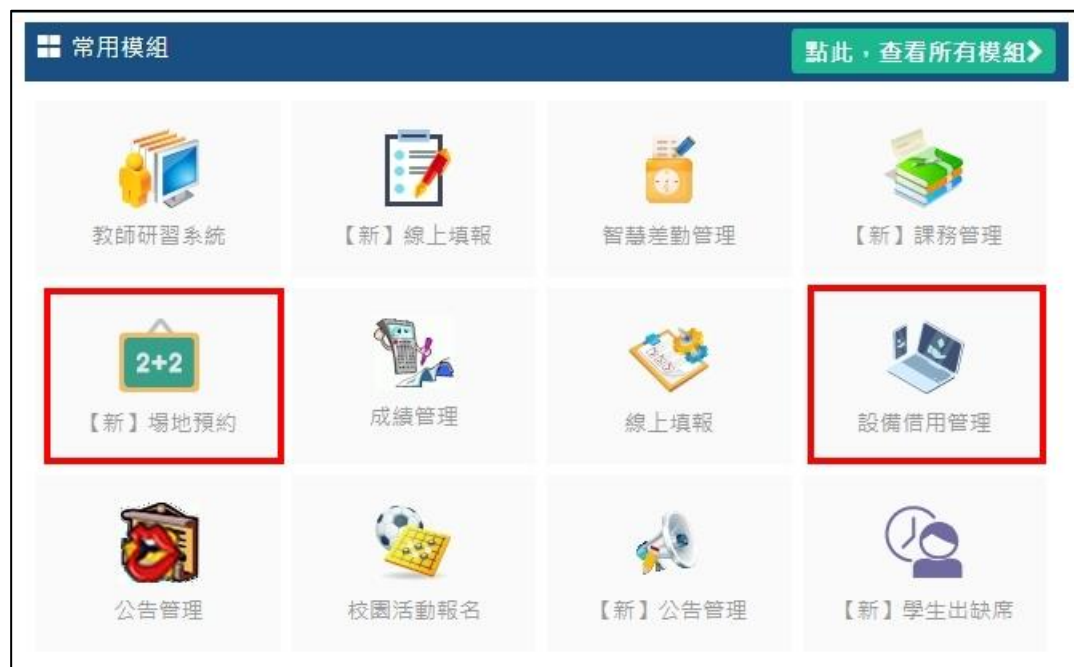 常用模組
點此，查看所有模組
教師研習系統
【新】線上填報
智慧差勤管理
【新】課務管理
2+2
【新】場地預約
成績管理
線上填報
設備借用管理
公告管理
校園活動報名
【新】公告管理
【新】學生出缺席